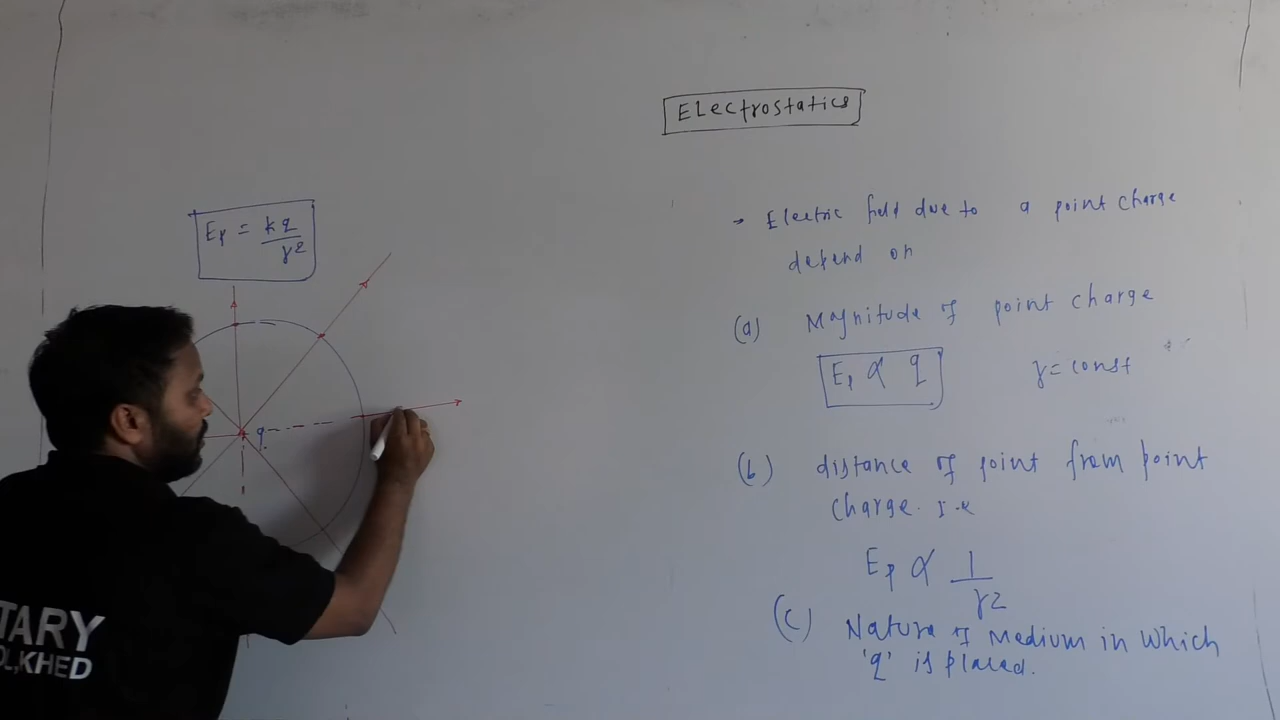 Electrostatics
→ Electric field due to a point charge
depend on
(a) Magnitude of point charge
Ep ∝ q r = const
(b) distance of point from point
charge. i.e
Ep ∝ 1/r2
(c) Nature of Medium in which
'q' is placed.
Ep = kq/r2
q
TARY
OL,KHED